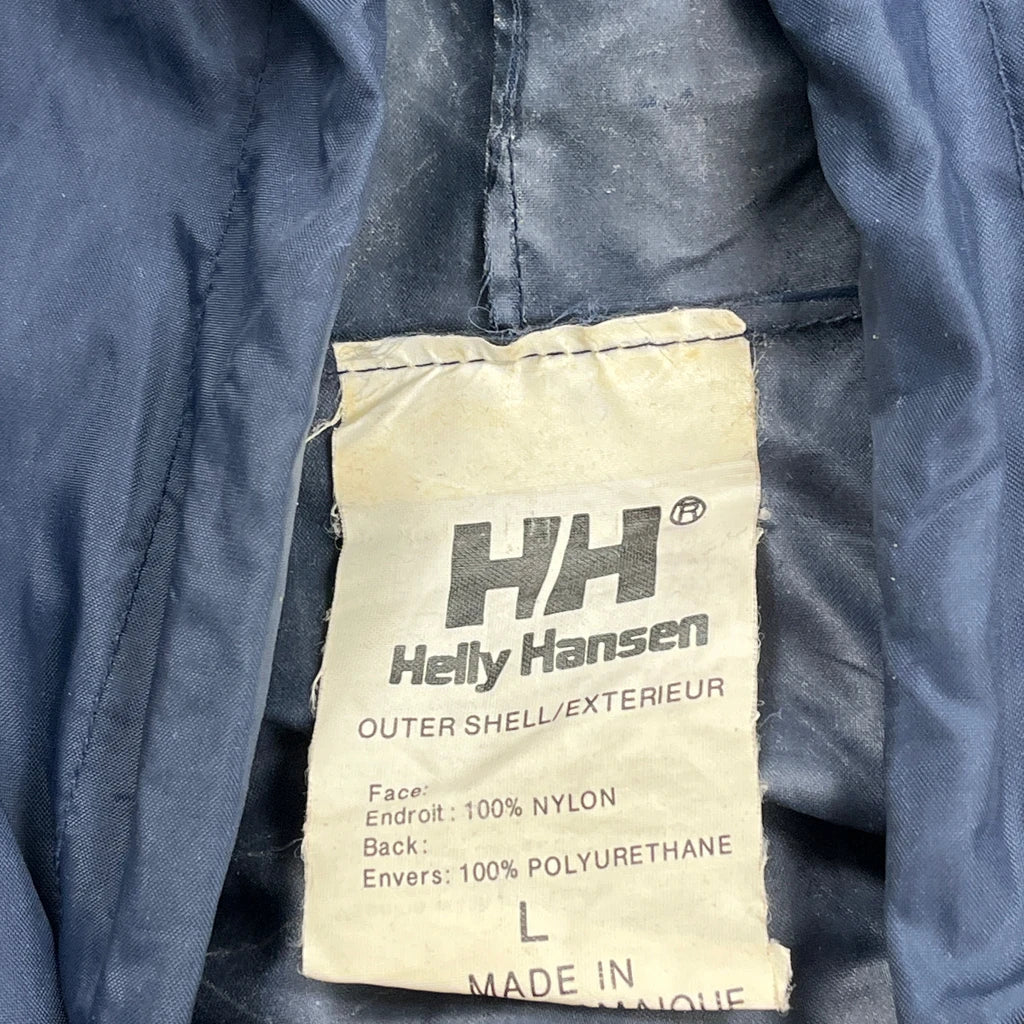 HH®
Helly Hansen
OUTER SHELL/EXTERIEUR
Face:
Endroit: 100% NYLON
Back:
Envers: 100% POLYURETHANE
L
MADE IN